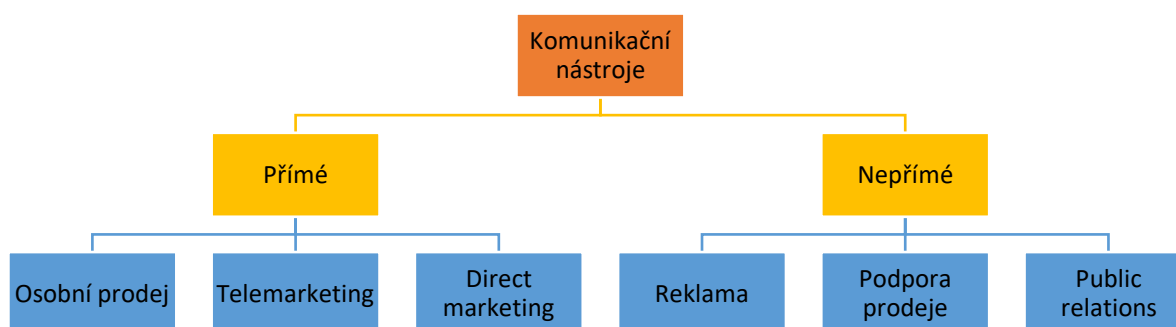 Komunikační
nástroje
Přímé
Nepřímé
Osobní prodej
Telemarketing
Direct
marketing
Reklama
Podpora
prodeje
Public
relations